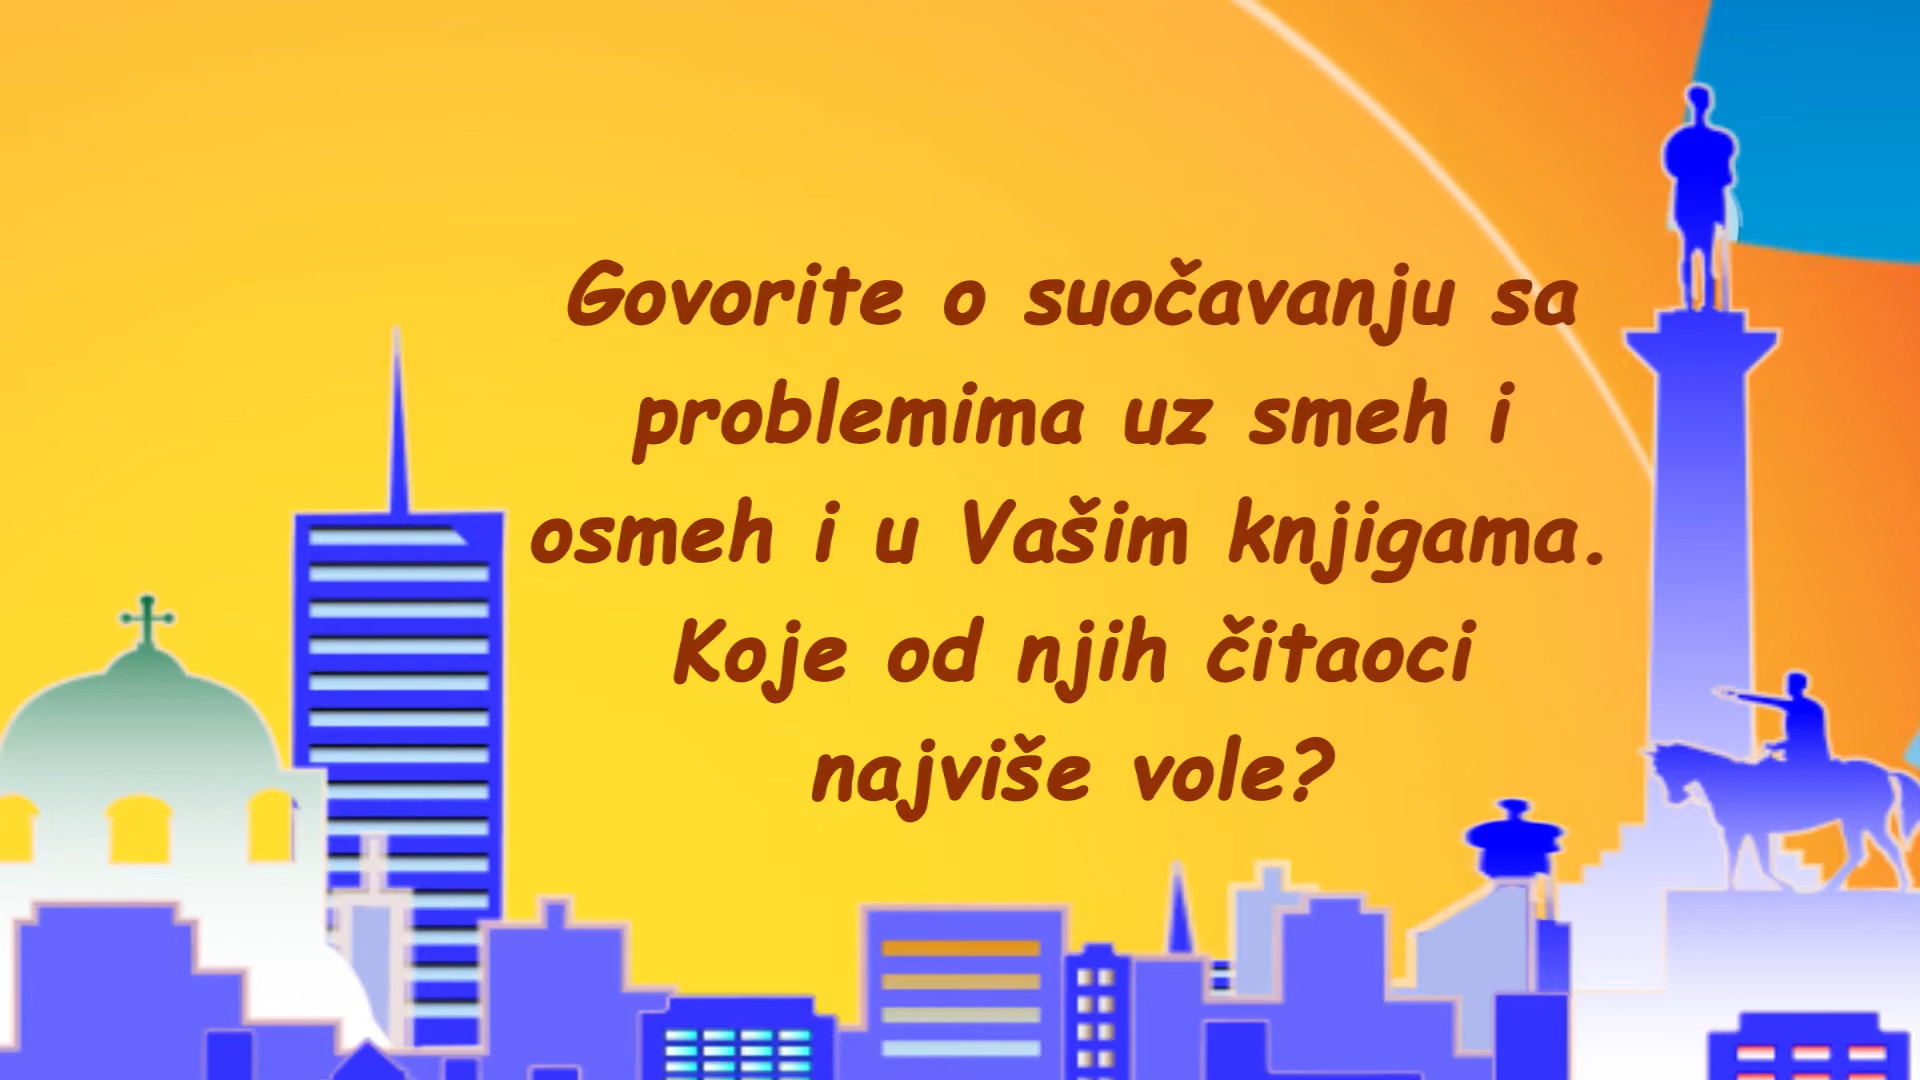 Govorite o suočavanju sa
problemima uz smeh i
osmeh i u Vašim knjigama.
Koje od njih čitaoci
najviše vole?